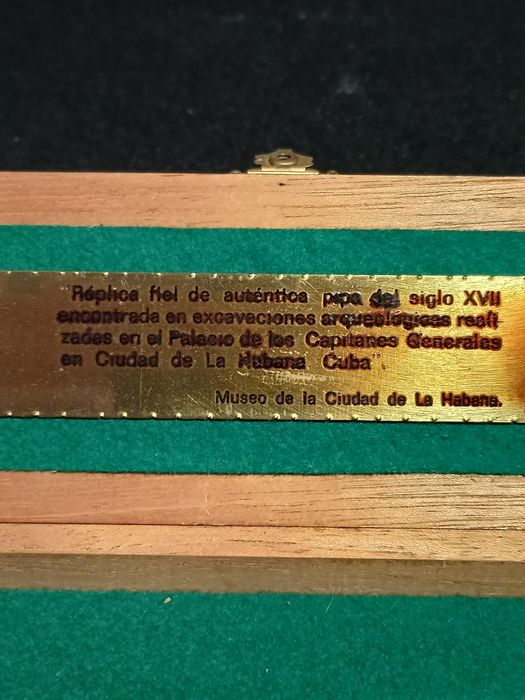 "Réplica fiel de auténtica pipa del siglo XVII
encontrada en excavaciones arqueológicas reali
zadas en el Palacio de los Capitanes Generales
en Ciudad de La Habana Cuba".
Museo de la Ciudad de La Habana.